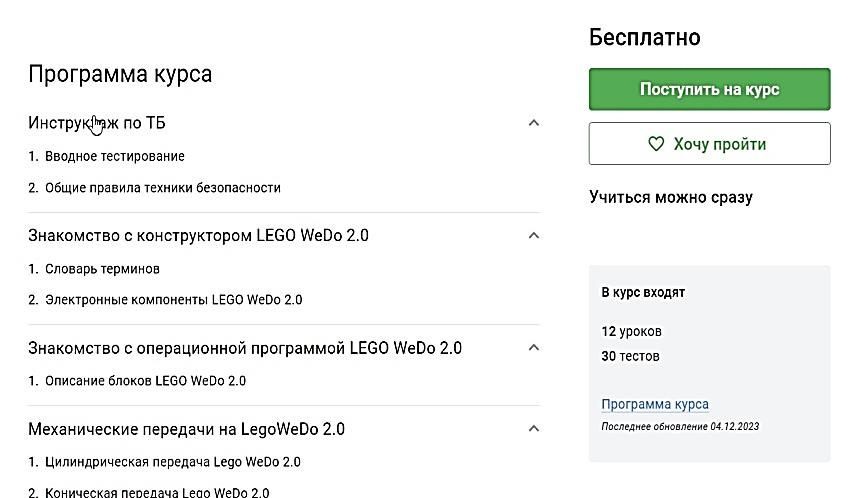 Программа курса
Инструктаж по ТБ
1. Вводное тестирование
2. Общие правила техники безопасности
Знакомство с конструктором LEGO WeDo 2.0
1. Словарь терминов
2. Электронные компоненты LEGO WeDo 2.0
Знакомство с операционной программой LEGO WeDo 2.0
1. Описание блоков LEGO WeDo 2.0
Механические передачи на LegoWeDo 2.0
1. Цилиндрическая передача Lego WeDo 2.0
2. Коническая передача Lego WeDo 2.0
Бесплатно
Поступить на курс
Хочу пройти
Учиться можно сразу
В курс входят
12 уроков
30 тестов
Программа курса
Последнее обновление 04.12.2023